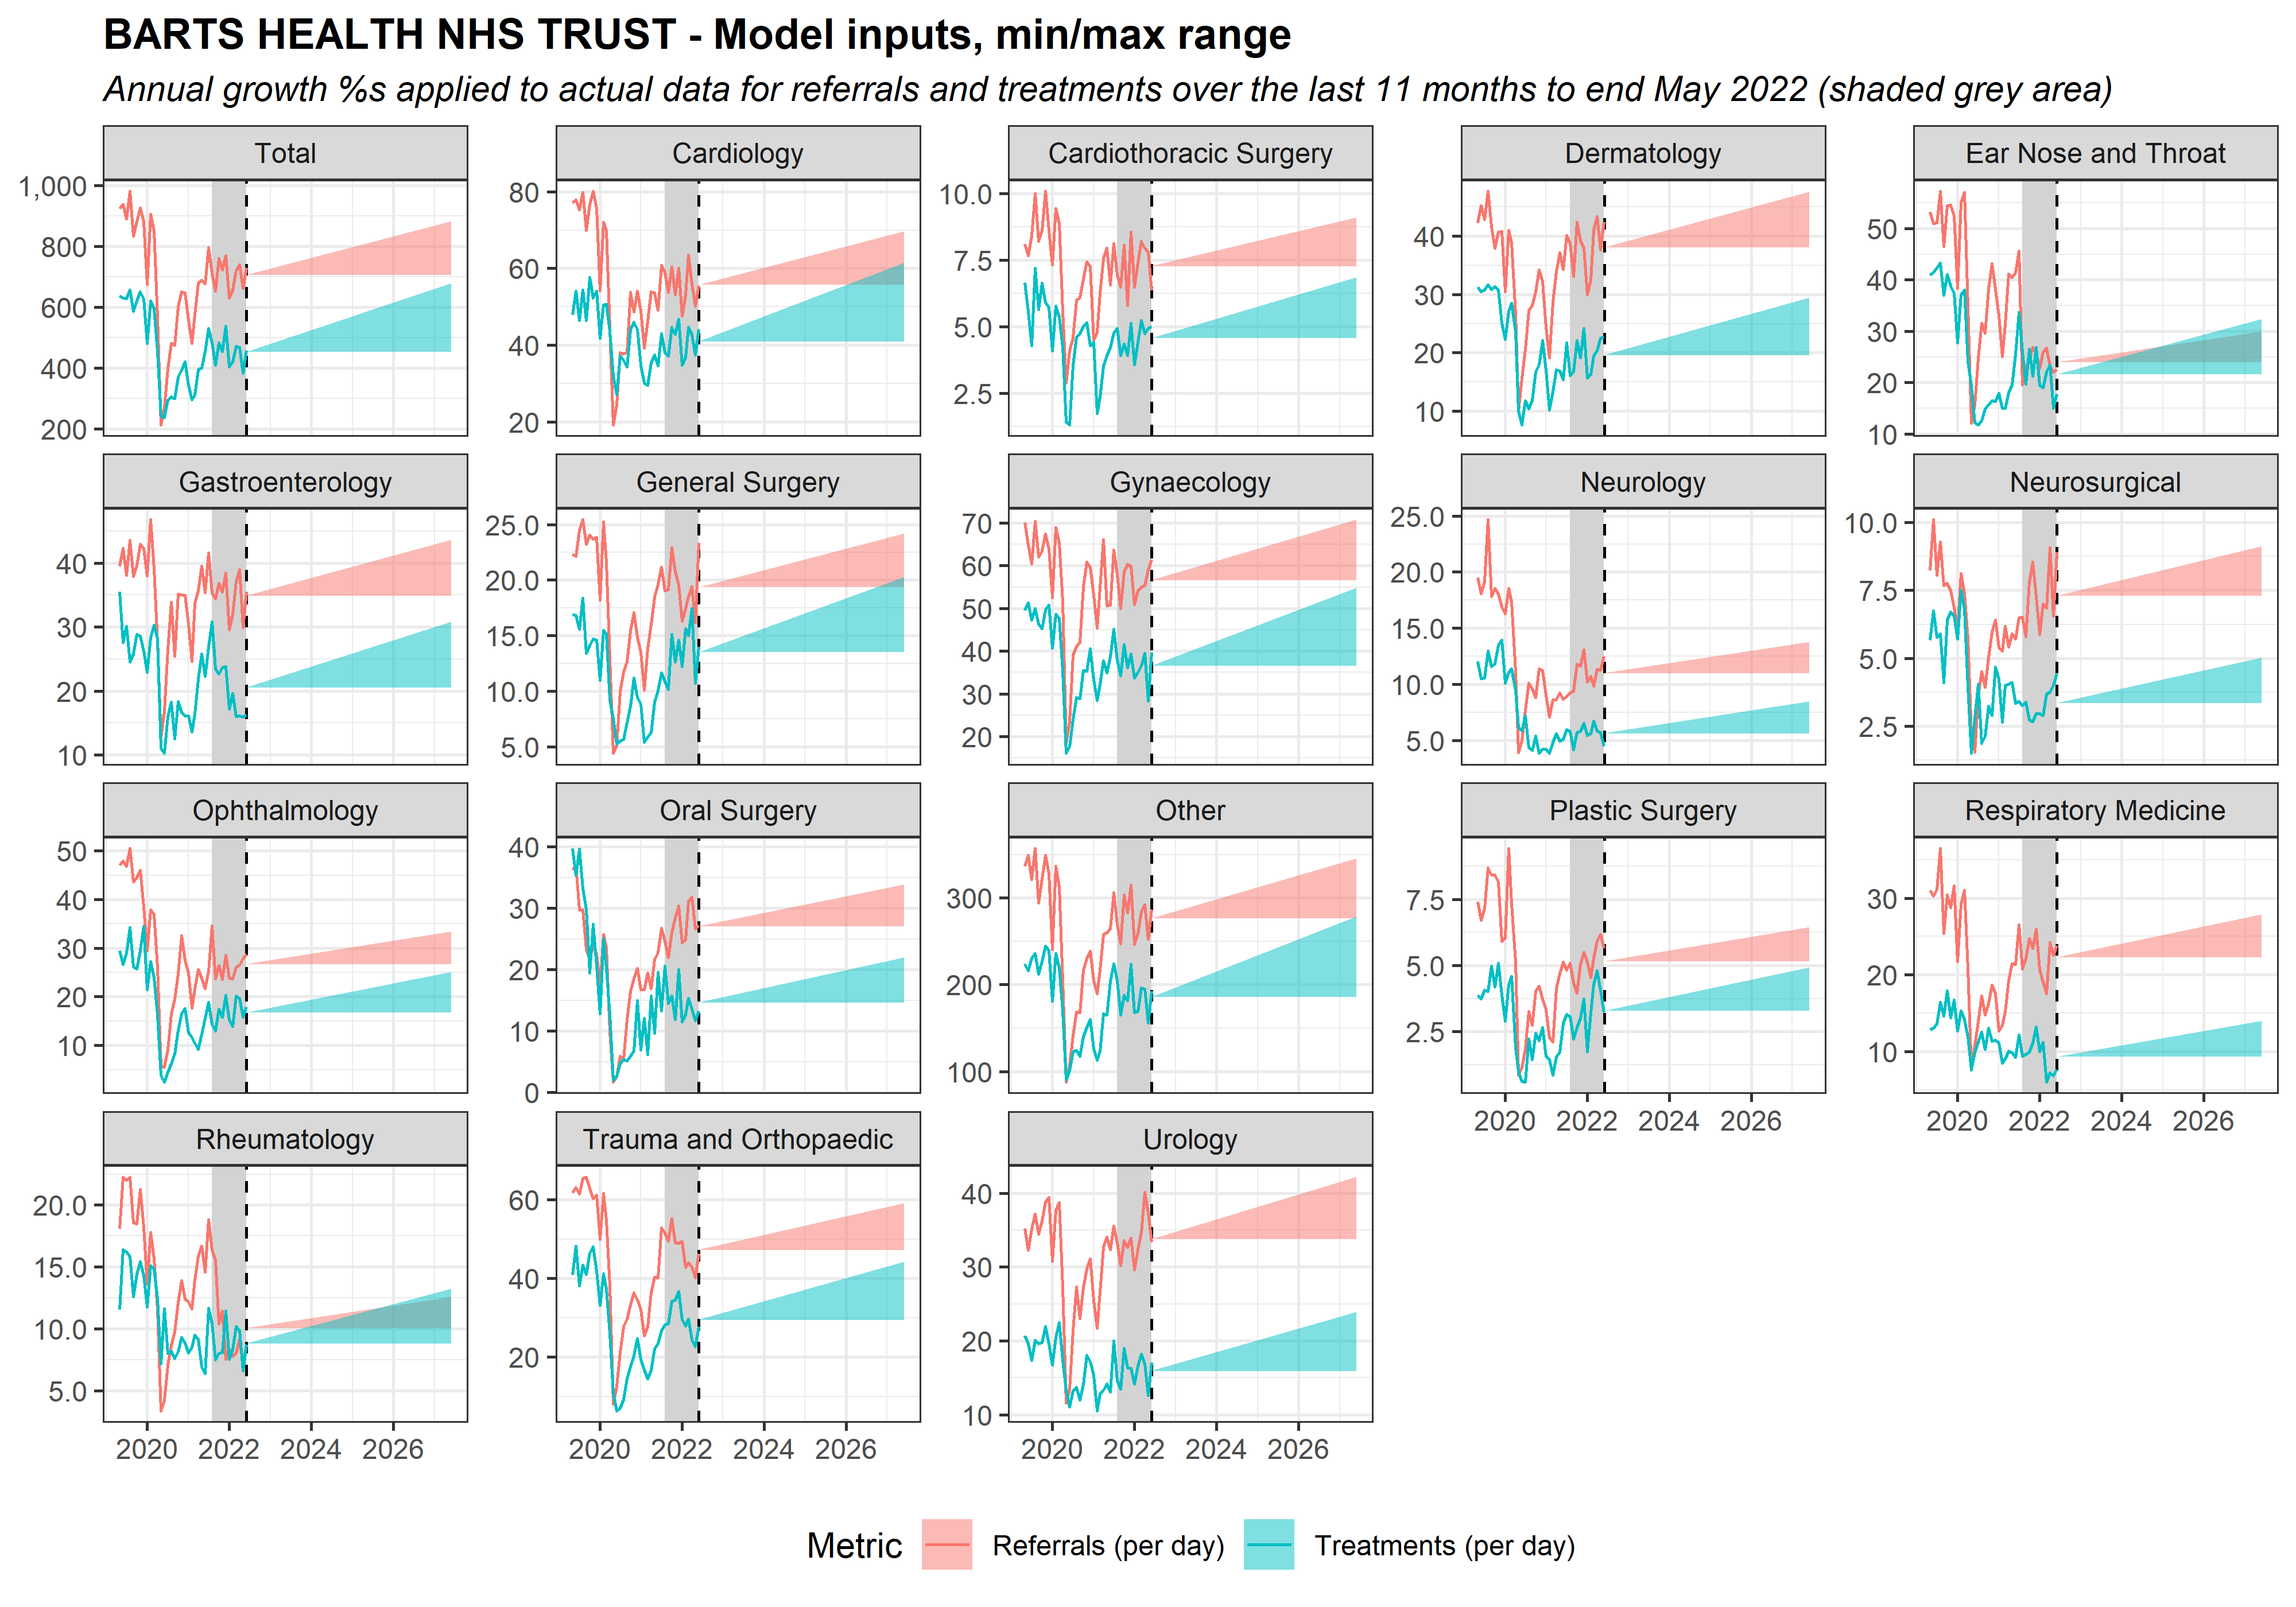 BARTS HEALTH NHS TRUST - Model inputs, min/max range
Annual growth %s applied to actual data for referrals and treatments over the last 11 months to end May 2022 (shaded grey area)
Total
1,000
800
600
400
200
Cardiology
80
60
40
20
Cardiothoracic Surgery
10.0
7.5
5.0
2.5
Dermatology
40
30
20
10
Ear Nose and Throat
50
40
30
20
10
Gastroenterology
40
30
20
10
General Surgery
25.0
20.0
15.0
10.0
5.0
Gynaecology
70
60
50
40
30
20
Neurology
25.0
20.0
15.0
10.0
5.0
Neurosurgical
10.0
7.5
5.0
2.5
Ophthalmology
50
40
30
20
10
Oral Surgery
40
30
20
10
0
Other
300
200
100
Plastic Surgery
7.5
5.0
2.5
2020 2022 2024 2026
Respiratory Medicine
30
20
10
2020 2022 2024 2026
Rheumatology
20.0
15.0
10.0
5.0
2020 2022 2024 2026
Trauma and Orthopaedic
60
40
20
2020 2022 2024 2026
Urology
40
30
20
10
2020 2022 2024 2026
Metric Referrals (per day) Treatments (per day)